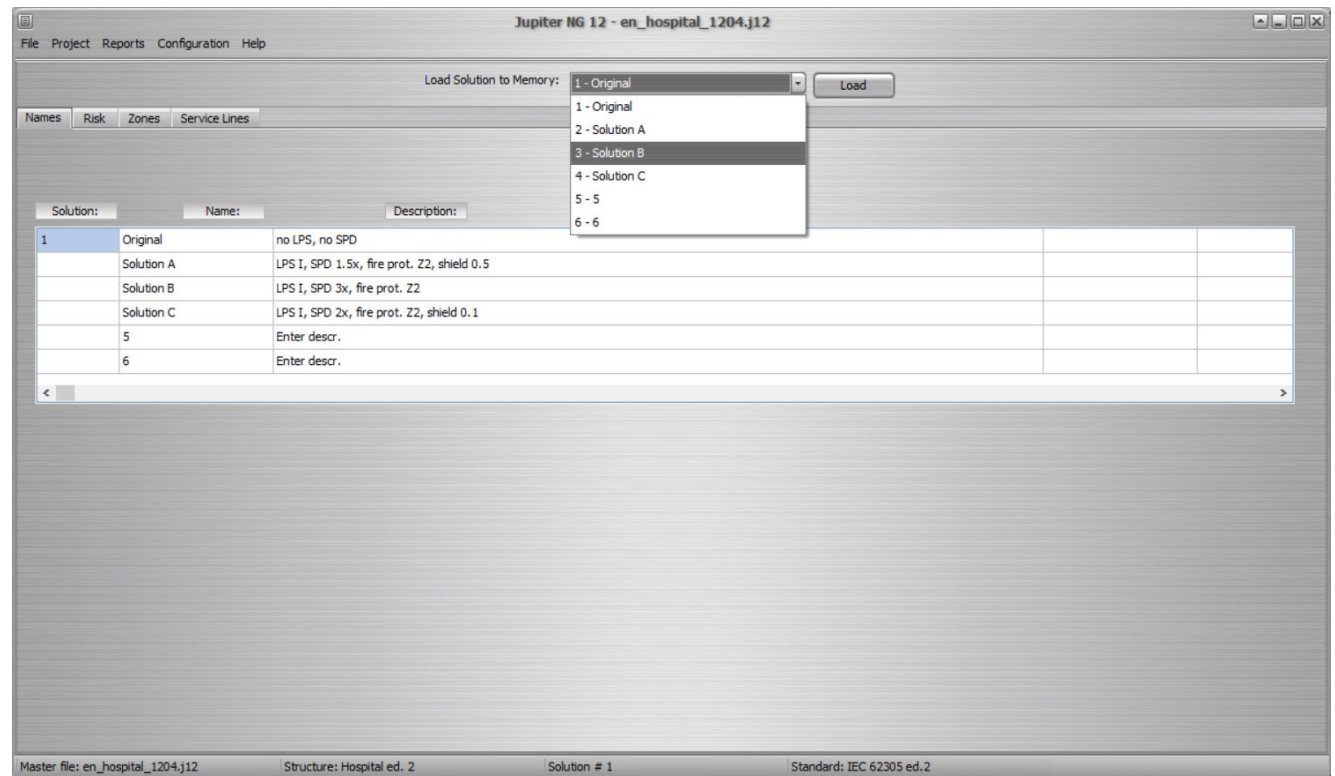 Jupiter NG 12 - en_hospital_1204.j12
File Project Reports Configuration Help
Load Solution to Memory: 1 - Original Load
1 - Original
2 - Solution A
3 - Solution B
4 - Solution C
5 - 5
6 - 6
Names Risk Zones Service Lines
Solution: Name: Description:
1 Original no LPS, no SPD
Solution A LPS I, SPD 1.5x, fire prot. Z2, shield 0.5
Solution B LPS I, SPD 3x, fire prot. Z2
Solution C LPS I, SPD 2x, fire prot. Z2, shield 0.1
5 Enter descr.
6 Enter descr.
Master file: en_hospital_1204.j12 Structure: Hospital ed. 2 Solution # 1 Standard: IEC 62305 ed.2